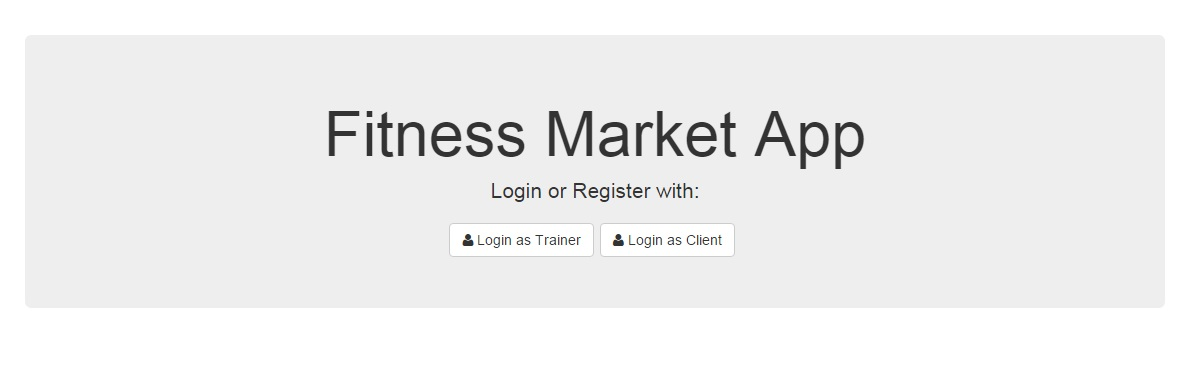 Fitness Market App
Login or Register with:
Login as Trainer Login as Client